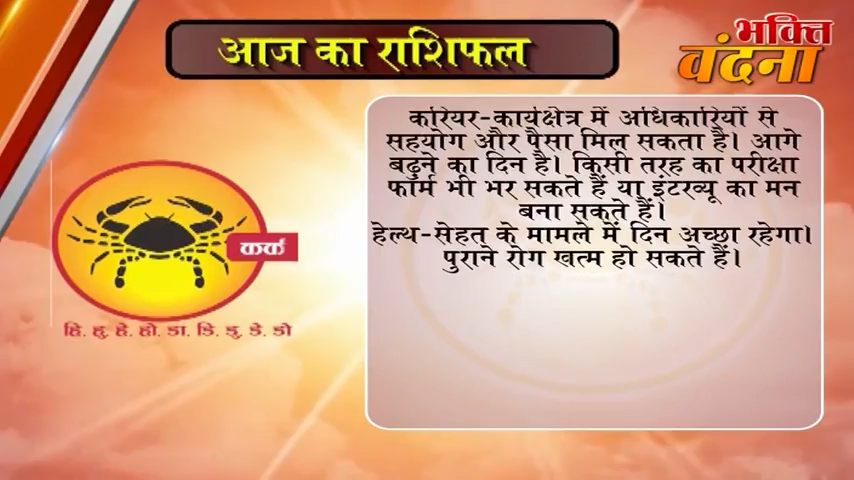 आज का राशिफल
भक्ति
वंदना
करियर-कार्यक्षेत्र में अधिकारियों से
सहयोग और पैसा मिल सकता है। आगे
बढ़ने का दिन है। किसी तरह का परीक्षा
फार्म भी भर सकते हैं या इंटरव्यू का मन
बना सकते हैं।
हेल्थ-सेहत के मामले में दिन अच्छा रहेगा।
पुराने रोग खत्म हो सकते हैं।
कर्क
हि. हु. हे. हो. डा. डि. डु. डे. डो